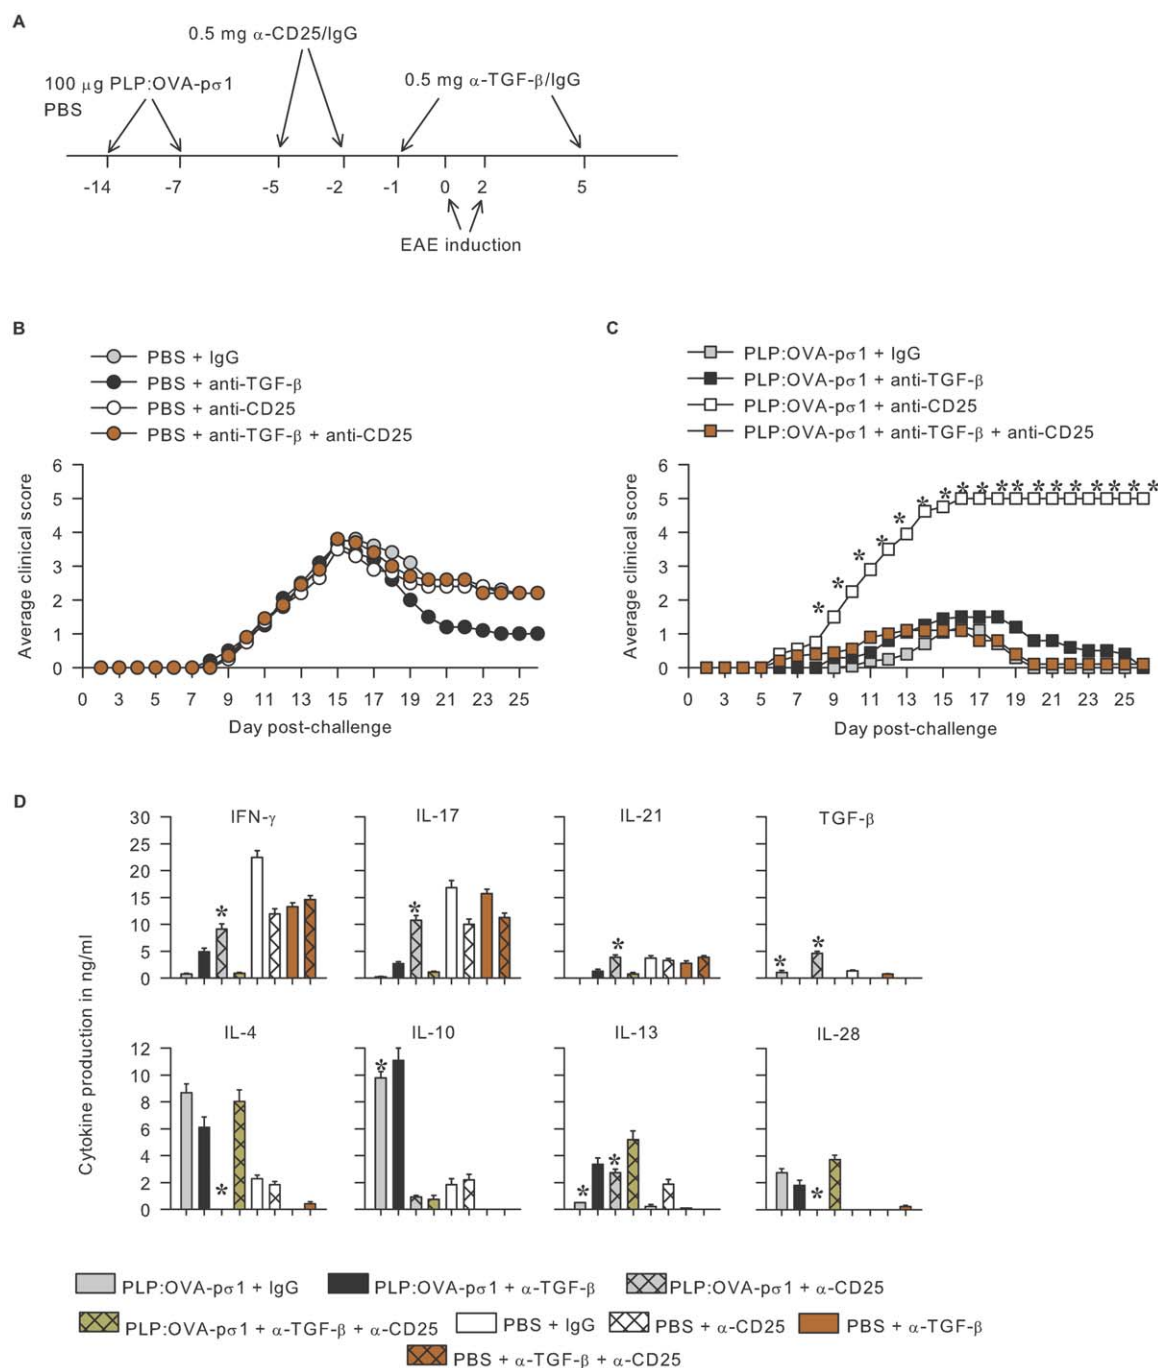 A
0.5 mg α-CD25/IgG
100 μg PLP:OVA-pσ1
PBS
0.5 mg α-TGF-β/IgG
-14 -7 -5 -2 -1 0 2 5
EAE induction
B
PBS + IgG
PBS + anti-TGF-β
PBS + anti-CD25
PBS + anti-TGF-β + anti-CD25
Average clinical score
6
5
4
3
2
1
0
0 3 5 7 9 11 13 15 17 19 21 23 25
Day post-challenge
C
PLP:OVA-pσ1 + IgG
PLP:OVA-pσ1 + anti-TGF-β
PLP:OVA-pσ1 + anti-CD25
PLP:OVA-pσ1 + anti-TGF-β + anti-CD25
Average clinical score
6
5
4
3
2
1
0
* * * * * * * * * * * * * * * * * * *
0 3 5 7 9 11 13 15 17 19 21 23 25
Day post-challenge
D
Cytokine production in ng/ml
IFN-γ IL-17 IL-21 TGF-β
30
25
20
15
10
5
0
* * * * *
IL-4 IL-10 IL-13 IL-28
12
10
8
6
4
2
0
* * * * *
PLP:OVA-pσ1 + IgG PLP:OVA-pσ1 + α-TGF-β PLP:OVA-pσ1 + α-CD25
PLP:OVA-pσ1 + α-TGF-β + α-CD25 PBS + IgG PBS + α-CD25 PBS + α-TGF-β
PBS + α-TGF-β + α-CD25